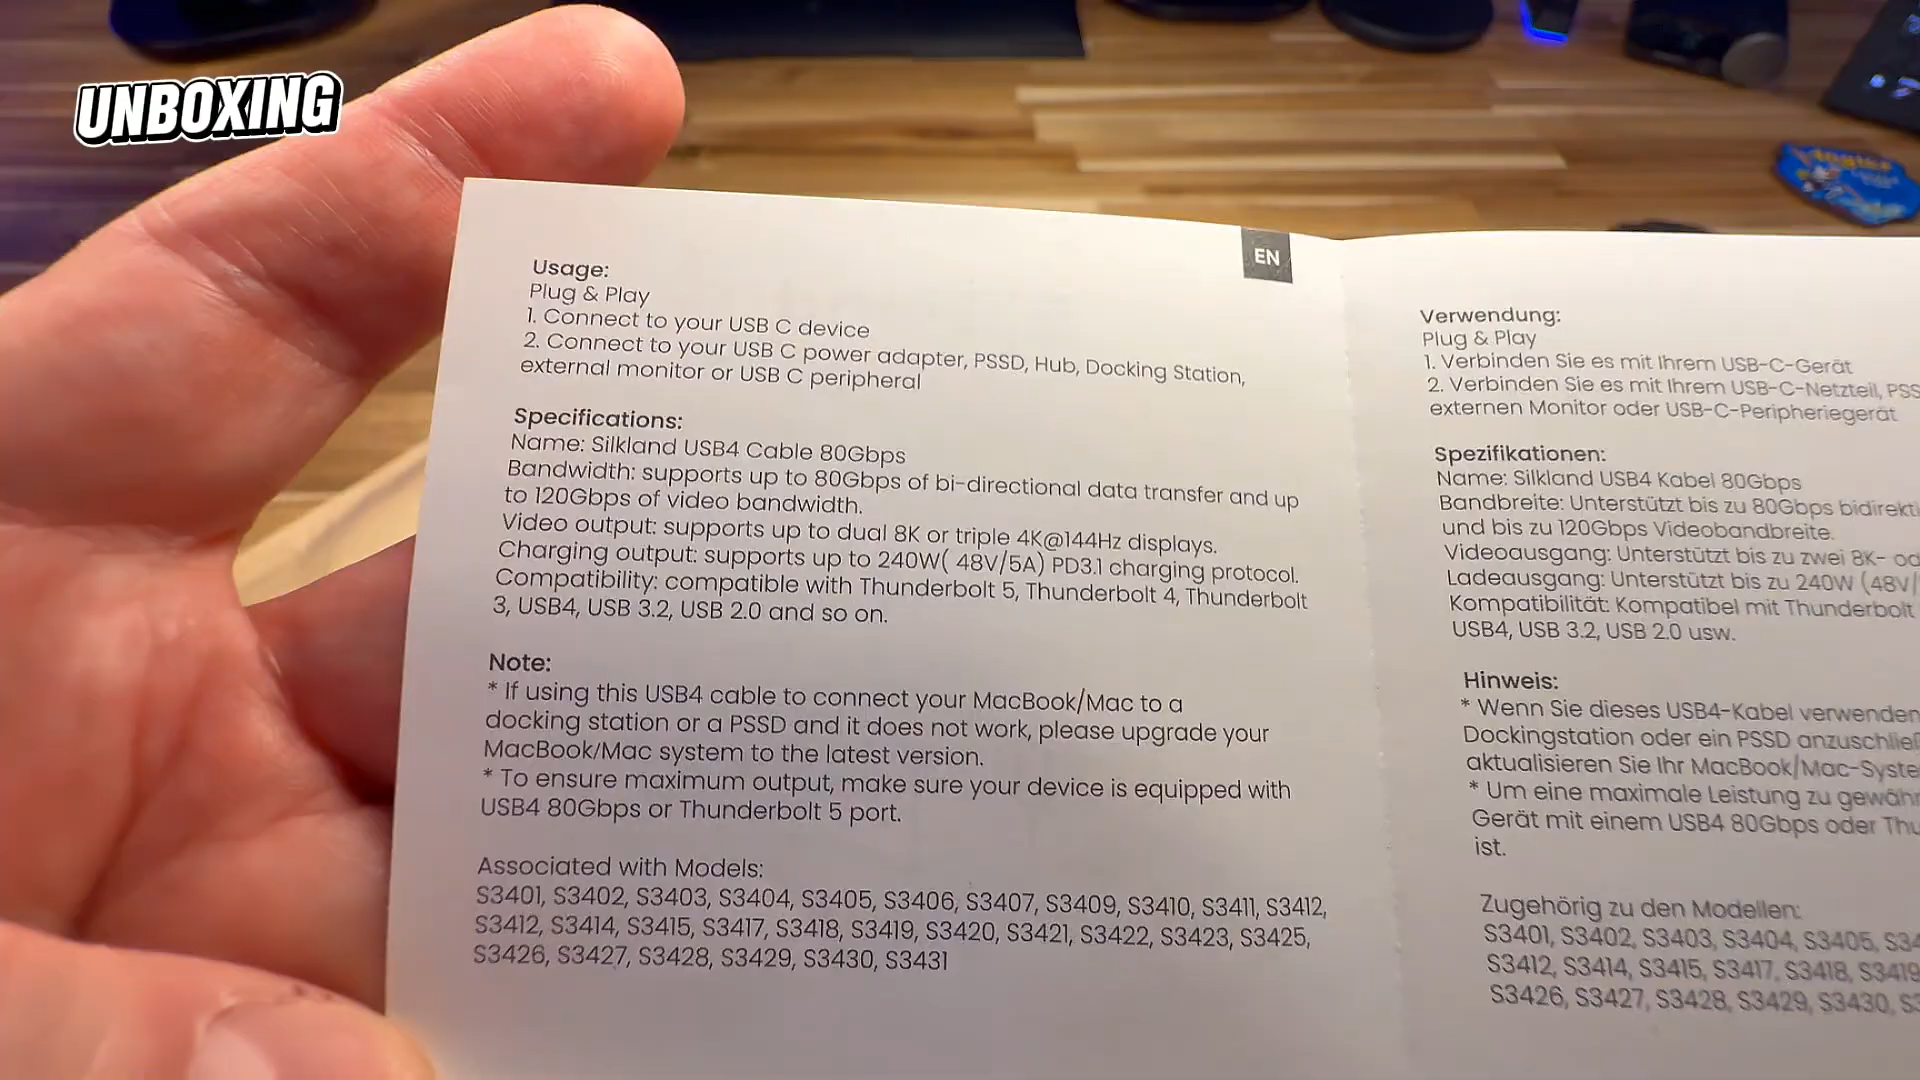 UNBOXING
EN
Usage:
Plug & Play
1. Connect to your USB C device
2. Connect to your USB C power adapter, PSSD, Hub, Docking Station,
external monitor or USB C peripheral
Specifications:
Name: Silkland USB4 Cable 80Gbps
Bandwidth: supports up to 80Gbps of bi-directional data transfer and up
to 120Gbps of video bandwidth.
Video output: supports up to dual 8K or triple 4K@144Hz displays.
Charging output: supports up to 240W( 48V/5A) PD3.1 charging protocol.
Compatibility: compatible with Thunderbolt 5, Thunderbolt 4, Thunderbolt
3, USB4, USB 3.2, USB 2.0 and so on.
Note:
* If using this USB4 cable to connect your MacBook/Mac to a
docking station or a PSSD and it does not work, please upgrade your
MacBook/Mac system to the latest version.
* To ensure maximum output, make sure your device is equipped with
USB4 80Gbps or Thunderbolt 5 port.
Associated with Models:
S3401, S3402, S3403, S3404, S3405, S3406, S3407, S3409, S3410, S3411, S3412,
S3412, S3414, S3415, S3417, S3418, S3419, S3420, S3421, S3422, S3423, S3425,
S3426, S3427, S3428, S3429, S3430, S3431
Verwendung:
Plug & Play
1. Verbinden Sie es mit Ihrem USB-C-Gerät
2. Verbinden Sie es mit Ihrem USB-C-Netzteil, PSS
externen Monitor oder USB-C-Peripheriegerät
Spezifikationen:
Name: Silkland USB4 Kabel 80Gbps
Bandbreite: Unterstützt bis zu 80Gbps bidirekti
und bis zu 120Gbps Videobandbreite.
Videoausgang: Unterstützt bis zu zwei 8K- od
Ladeausgang: Unterstützt bis zu 240W (48V/
Kompatibilität: Kompatibel mit Thunderbolt
USB4, USB 3.2, USB 2.0 usw.
Hinweis:
* Wenn Sie dieses USB4-Kabel verwenden
Dockingstation oder ein PSSD anzuschließ
aktualisieren Sie Ihr MacBook/Mac-Syste
* Um eine maximale Leistung zu gewähr
Gerät mit einem USB4 80Gbps oder Thu
ist.
Zugehörig zu den Modellen:
S3401, S3402, S3403, S3404, S3405, S34
S3412, S3414, S3415, S3417, S3418, S3419
S3426, S3427, S3428, S3429, S3430, S3